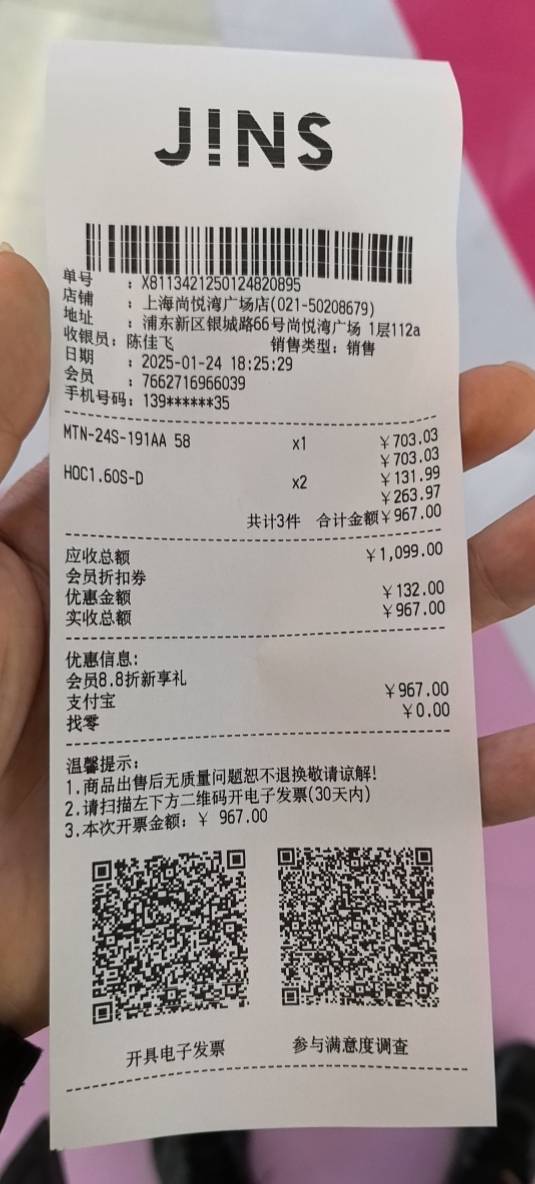 JINS
单号 : X8113421250124820895
店铺 : 上海尚悦湾广场店(021-50208679)
地址 : 浦东新区银城路66号尚悦湾广场 1层112a
收银员: 陈佳飞 销售类型: 销售
日期 : 2025-01-24 18:25:29
会员 : 7662716966039
手机号码: 139******35
MTN-24S-191AA 58 x1 ￥703.03
￥703.03
HOC1.60S-D x2 ￥131.99
￥263.97
共计3件 合计金额￥967.00
应收总额 ￥1,099.00
会员折扣券
优惠金额 ￥132.00
实收总额 ￥967.00
优惠信息:
会员8.8折新享礼
支付宝 ￥967.00
找零 ￥0.00
温馨提示:
1.商品出售后无质量问题恕不退换敬请谅解!
2.请扫描左下方二维码开电子发票(30天内)
3.本次开票金额: ￥ 967.00
开具电子发票 参与满意度调查